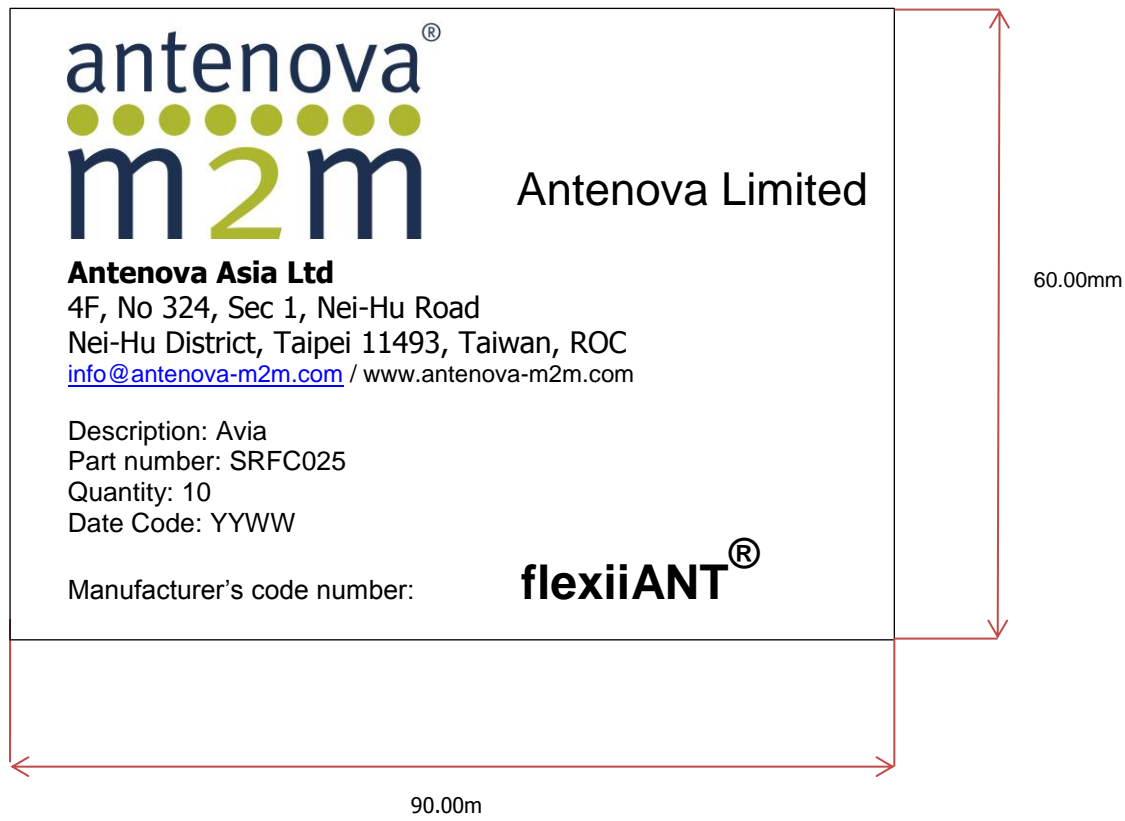 antenova®
m2m
Antenova Limited
Antenova Asia Ltd
4F, No 324, Sec 1, Nei-Hu Road
Nei-Hu District, Taipei 11493, Taiwan, ROC
info@antenova-m2m.com / www.antenova-m2m.com
Description: Avia
Part number: SRFC025
Quantity: 10
Date Code: YYWW
Manufacturer’s code number:
flexiiANT®
60.00mm
90.00m